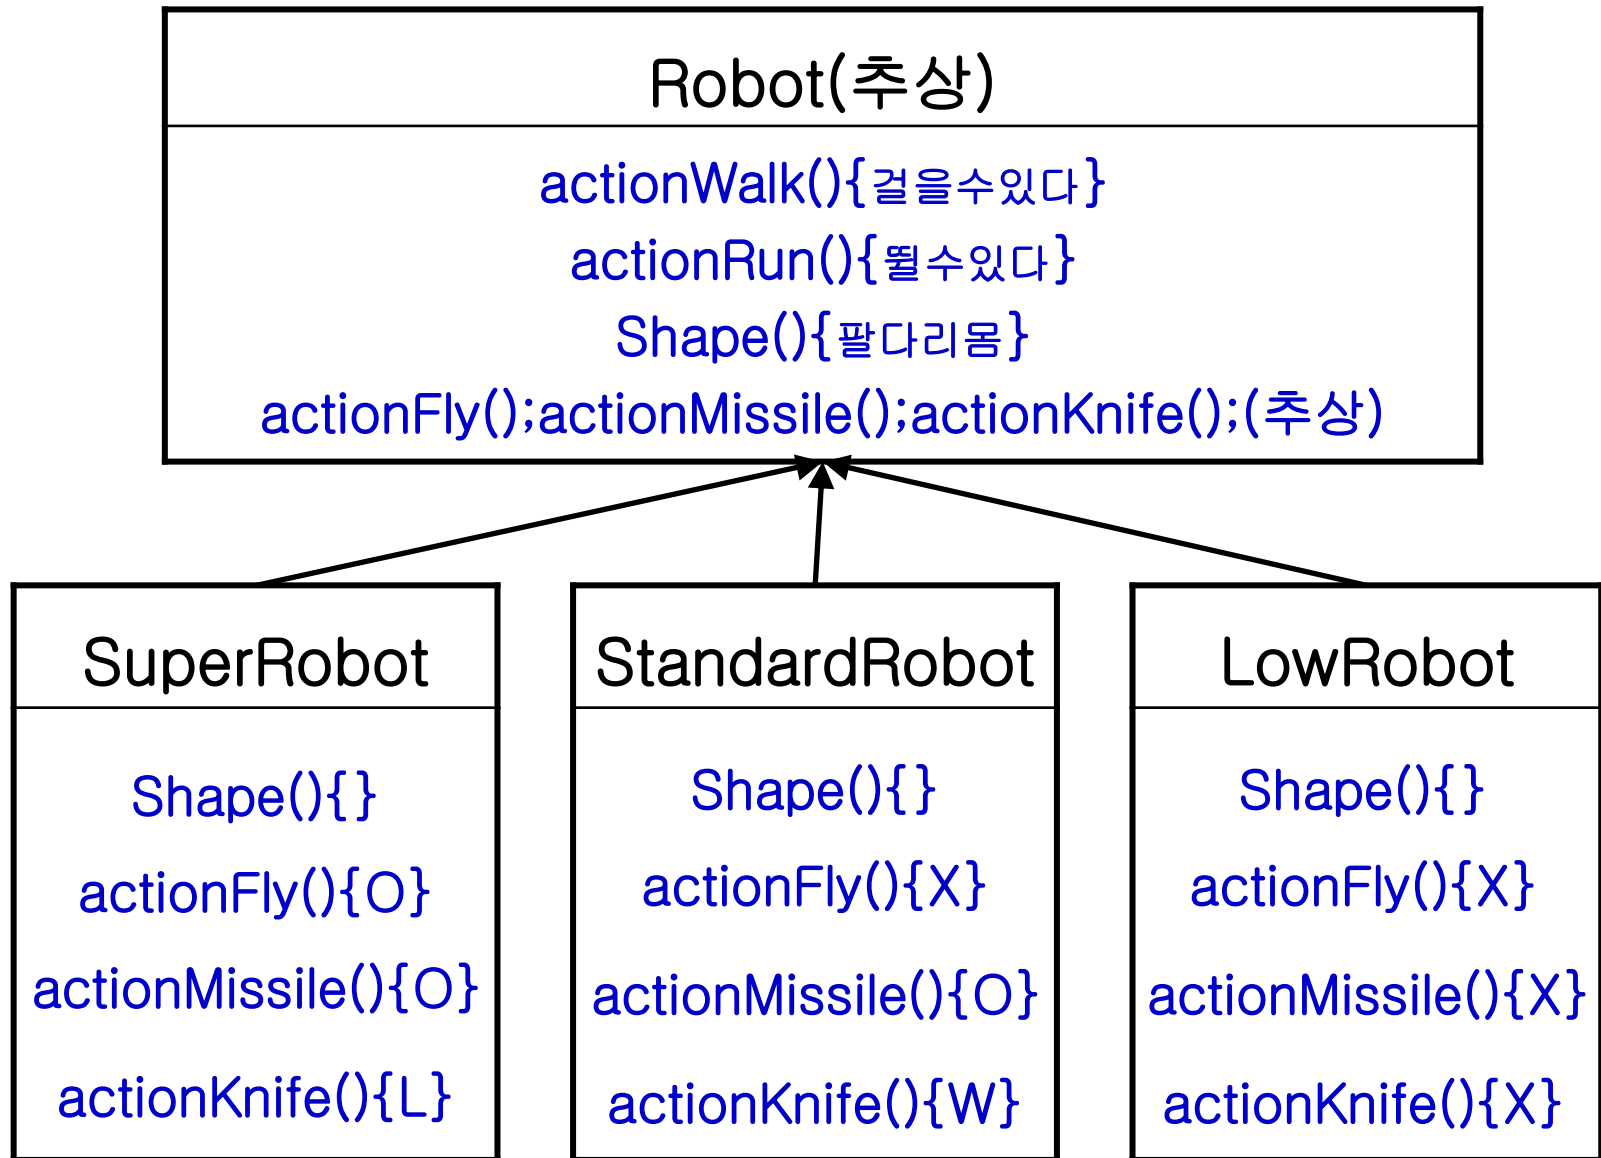 Robot(추상)
actionWalk(){걸을수있다}
actionRun(){뛸수있다}
Shape(){팔다리몸}
actionFly();actionMissile();actionKnife();(추상)
SuperRobot
Shape(){}
actionFly(){O}
actionMissile(){O}
actionKnife(){L}
StandardRobot
Shape(){}
actionFly(){X}
actionMissile(){O}
actionKnife(){W}
LowRobot
Shape(){}
actionFly(){X}
actionMissile(){X}
actionKnife(){X}